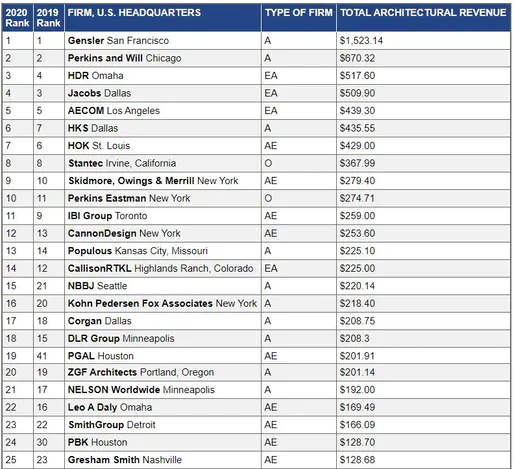 2020 Rank 2019 Rank FIRM, U.S. HEADQUARTERS TYPE OF FIRM TOTAL ARCHITECTURAL REVENUE
1 1 Gensler San Francisco A $1,523.14
2 2 Perkins and Will Chicago A $670.32
3 4 HDR Omaha EA $517.60
4 3 Jacobs Dallas EA $509.90
5 5 AECOM Los Angeles EA $439.30
6 7 HKS Dallas A $435.55
7 6 HOK St. Louis AE $429.00
8 8 Stantec Irvine, California O $367.99
9 10 Skidmore, Owings & Merrill New York AE $279.40
10 11 Perkins Eastman New York O $274.71
11 9 IBI Group Toronto AE $259.00
12 13 CannonDesign New York AE $253.60
13 14 Populous Kansas City, Missouri A $225.10
14 12 CallisonRTKL Highlands Ranch, Colorado EA $225.00
15 21 NBBJ Seattle A $220.14
16 20 Kohn Pedersen Fox Associates New York A $218.40
17 18 Corgan Dallas A $208.75
18 15 DLR Group Minneapolis A $208.3
19 41 PGAL Houston AE $201.91
20 19 ZGF Architects Portland, Oregon A $201.14
21 17 NELSON Worldwide Minneapolis A $192.00
22 16 Leo A Daly Omaha AE $169.49
23 22 SmithGroup Detroit AE $166.09
24 30 PBK Houston AE $128.70
25 23 Gresham Smith Nashville AE $128.68